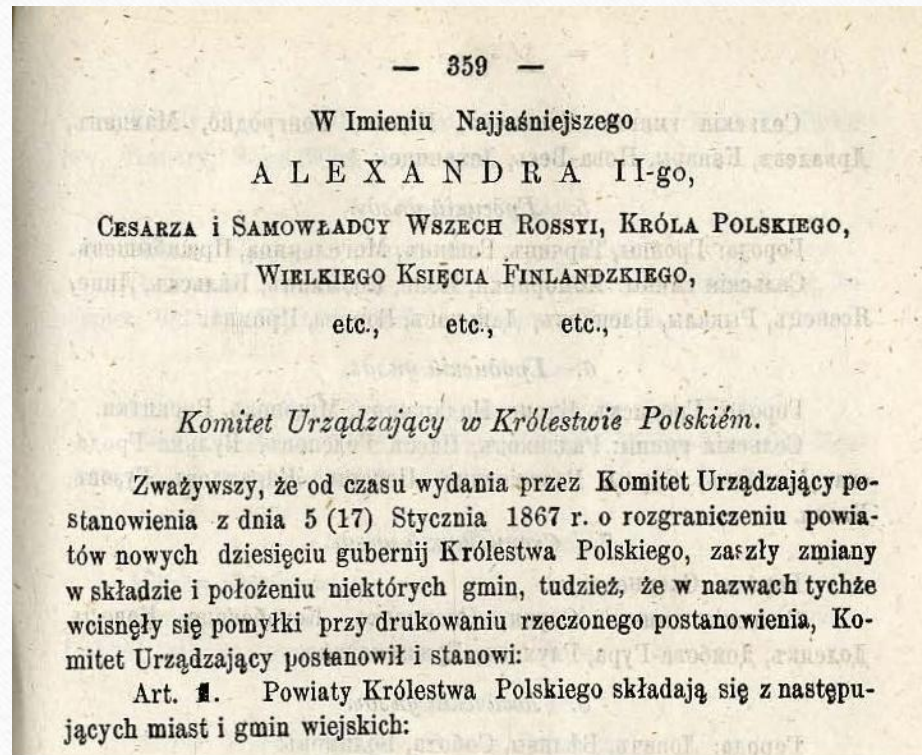 — 359 —
W Imieniu Najjaśniejszego
ALEXANDRA II-go,
Cesarza i Samowładcy Wszech Rossyi, Króla Polskiego,
Wielkiego Księcia Finlandzkiego,
etc., etc., etc.,
Komitet Urządzający w Królestwie Polskiém.
Zważywszy, że od czasu wydania przez Komitet Urządzający po-
stanowienia z dnia 5 (17) Stycznia 1867 r. o rozgraniczeniu powia-
tów nowych dziesięciu gubernij Królestwa Polskiego, zaszły zmiany
w składzie i położeniu niektórych gmin, tudzież, że w nazwach tychże
wcisnęły się pomyłki przy drukowaniu rzeczonego postanowienia, Ko-
mitet Urządzający postanowił i stanowi:
Art. 1. Powiaty Królestwa Polskiego składają się z następu-
jących miast i gmin wiejskich: